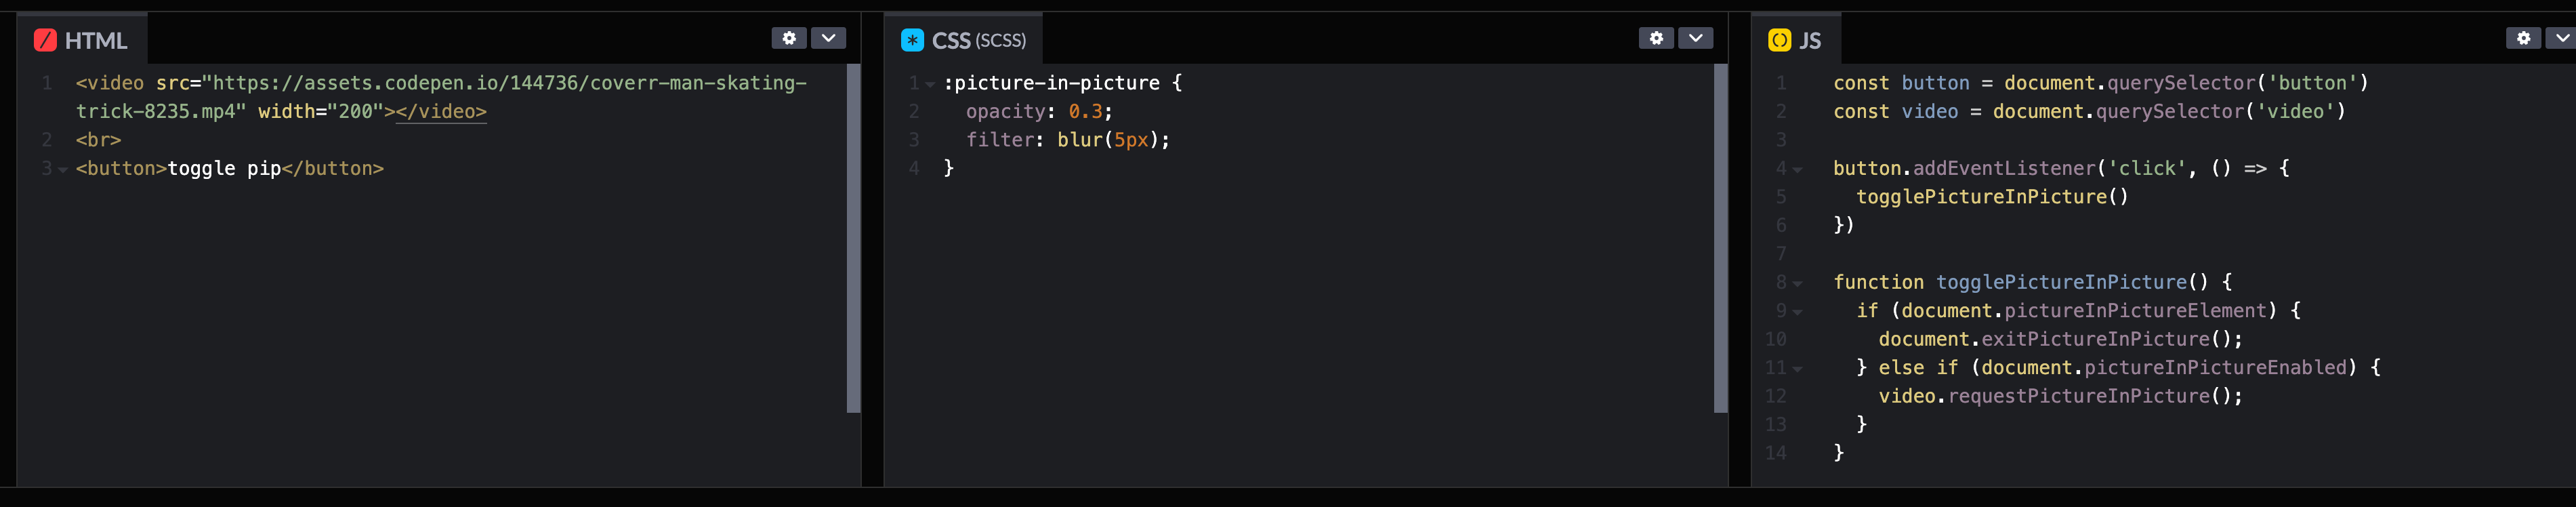 HTML
1 <video src="https://assets.codepen.io/144736/coverr-man-skating-
trick-8235.mp4" width="200"></video>
2 <br>
3 <button>toggle pip</button>
CSS (SCSS)
1 :picture-in-picture {
2   opacity: 0.3;
3   filter: blur(5px);
4 }
JS
1 const button = document.querySelector('button')
2 const video = document.querySelector('video')
3
4 button.addEventListener('click', () => {
5   togglePictureInPicture()
6 })
7
8 function togglePictureInPicture() {
9   if (document.pictureInPictureElement) {
10     document.exitPictureInPicture();
11   } else if (document.pictureInPictureEnabled) {
12     video.requestPictureInPicture();
13   }
14 }